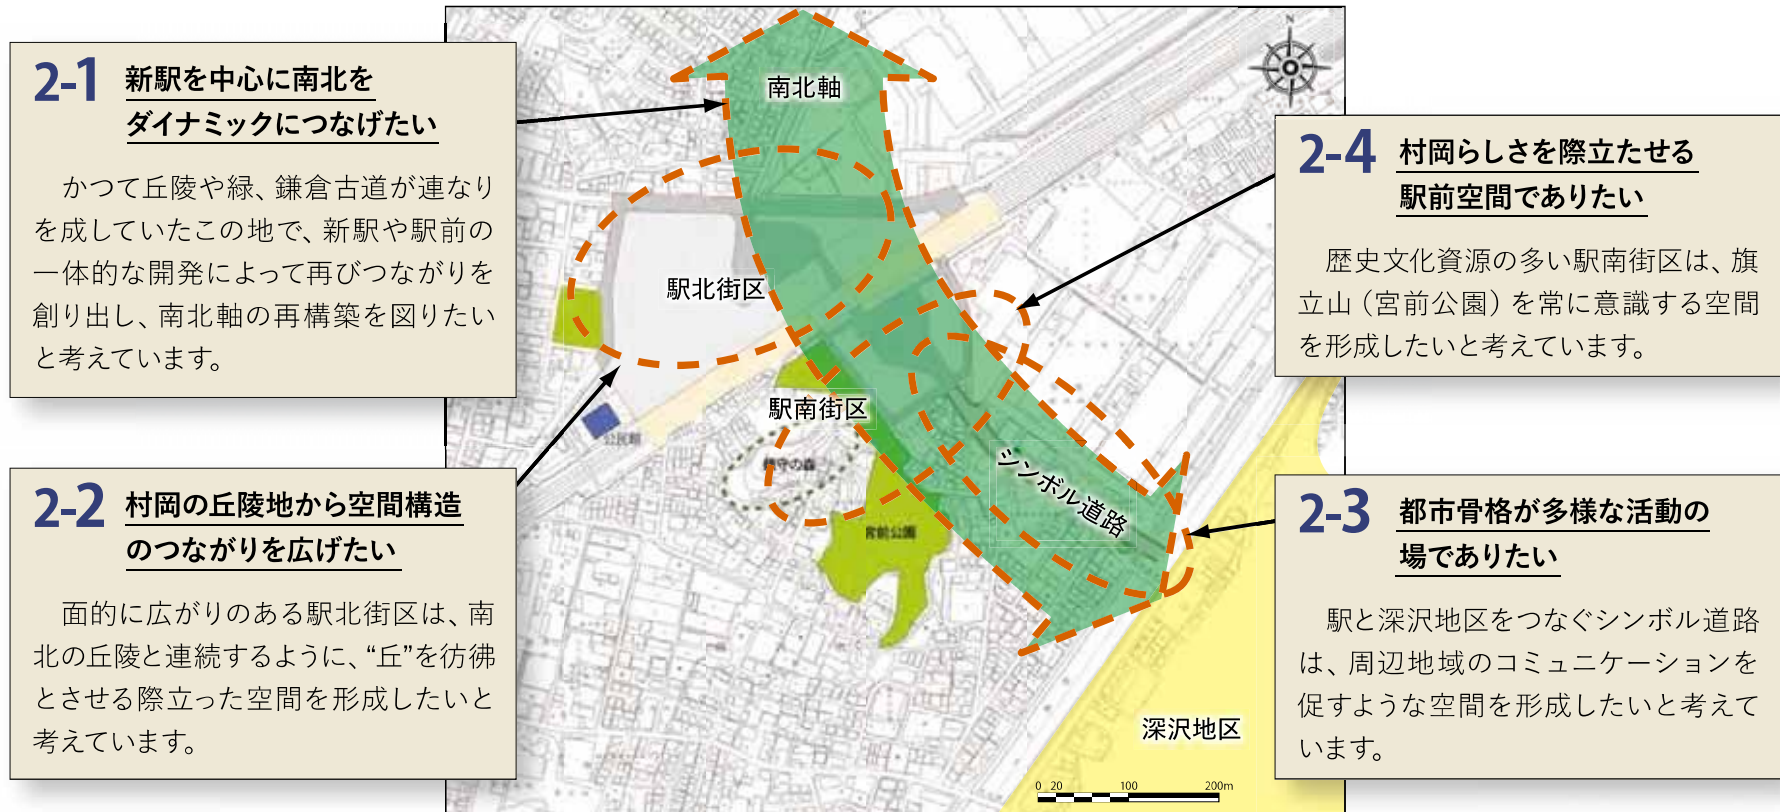 2-1 新駅を中心に南北を
ダイナミックにつなげたい
かつて丘陵や緑、鎌倉古道が連なり
を成していたこの地で、新駅や駅前の
一体的な開発によって再びつながりを
創り出し、南北軸の再構築を図りたい
と考えています。
2-2 村岡の丘陵地から空間構造
のつながりを広げたい
面的に広がりのある駅北街区は、南
北の丘陵と連続するように、“丘”を彷彿
とさせる際立った空間を形成したいと
考えています。
N
南北軸
駅北街区
駅南街区
公民館
鎮守の森
宮前公園
シンボル道路
深沢地区
0 20 100 200m
2-4 村岡らしさを際立たせる
駅前空間でありたい
歴史文化資源の多い駅南街区は、旗
立山（宮前公園）を常に意識する空間
を形成したいと考えています。
2-3 都市骨格が多様な活動の
場でありたい
駅と深沢地区をつなぐシンボル道路
は、周辺地域のコミュニケーションを
促すような空間を形成したいと考えて
います。